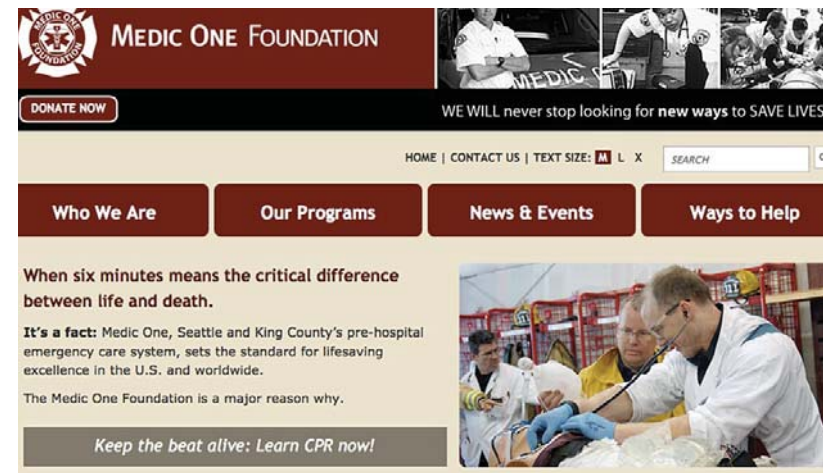 MEDIC ONE
FOUNDATION
MEDIC ONE FOUNDATION
MEDIC
DONATE NOW
WE WILL never stop looking for new ways to SAVE LIVES
HOME | CONTACT US | TEXT SIZE: M L X
SEARCH
Who We Are
Our Programs
News & Events
Ways to Help
When six minutes means the critical difference
between life and death.
It's a fact: Medic One, Seattle and King County's pre-hospital
emergency care system, sets the standard for lifesaving
excellence in the U.S. and worldwide.
The Medic One Foundation is a major reason why.
Keep the beat alive: Learn CPR now!